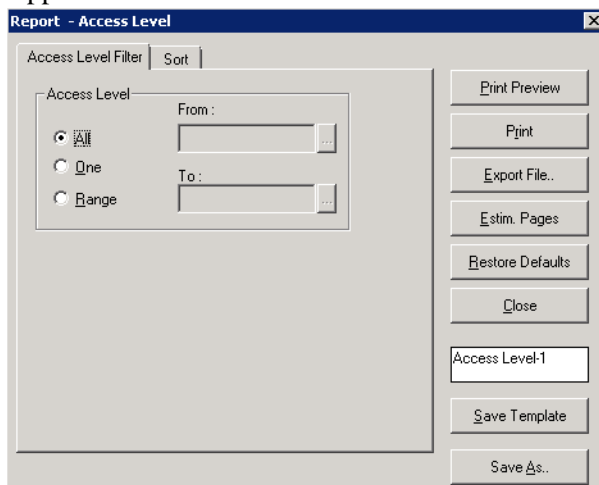 Report - Access Level
Access Level Filter
Sort
Access Level
From :
All
...
One
To :
Range
...
Print Preview
Print
Export File..
Estim. Pages
Restore Defaults
Close
Access Level-1
Save Template
Save As..